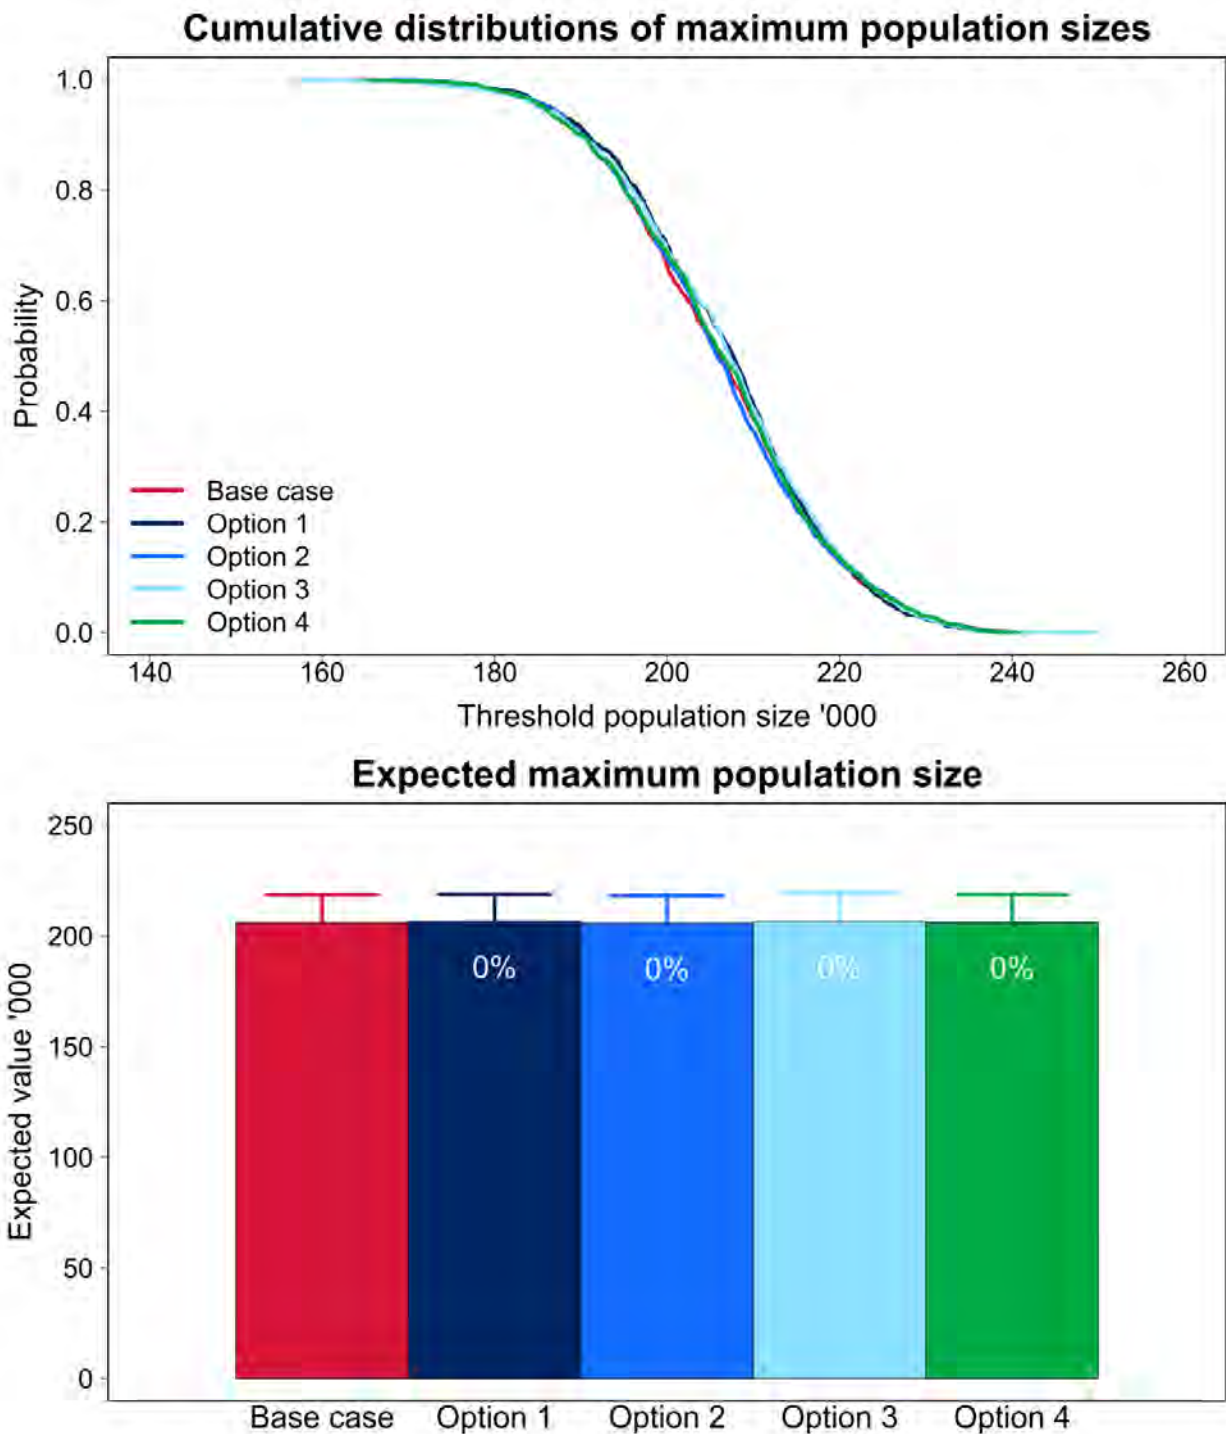 Cumulative distributions of maximum population sizes
1.0
0.8
0.6
0.4
0.2
0.0
Probability
Base case
Option 1
Option 2
Option 3
Option 4
140 160 180 200 220 240 260
Threshold population size '000
Expected maximum population size
250
200
150
100
50
0
Expected value '000
0% 0% 0% 0%
Base case Option 1 Option 2 Option 3 Option 4